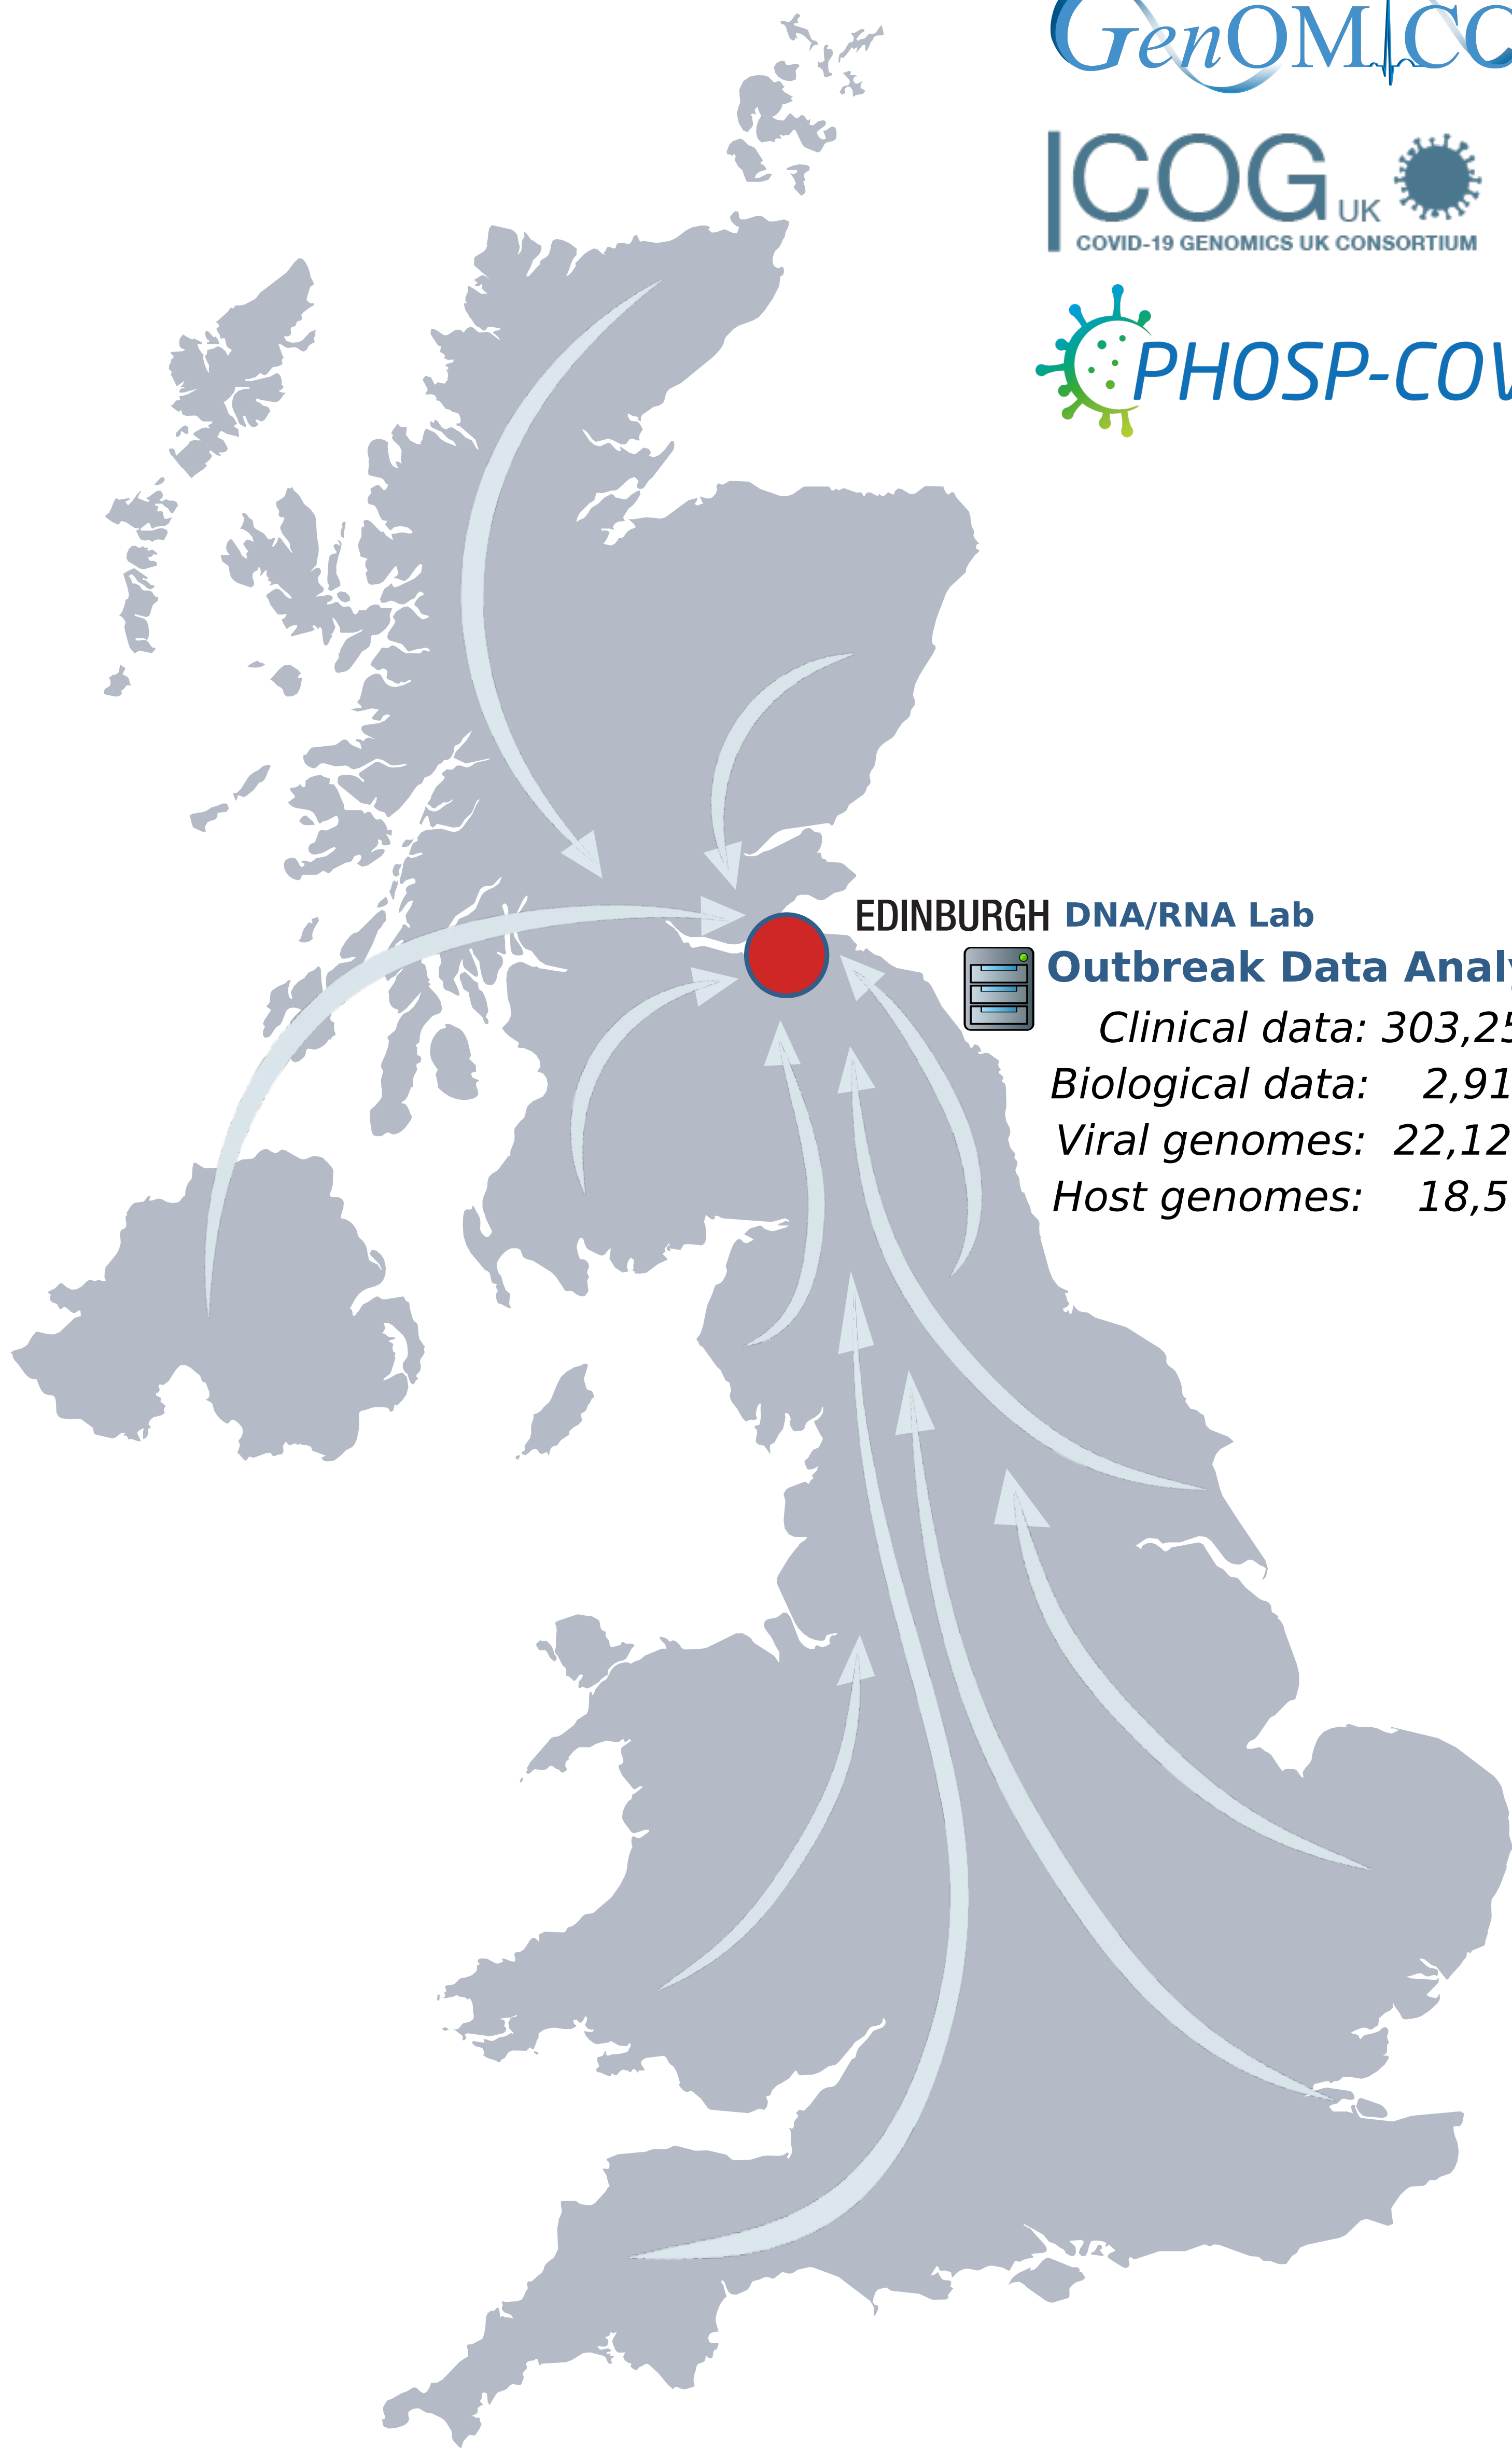 GenOMICC
COG UK
COVID-19 GENOMICS UK CONSORTIUM
PHOSP-COV
EDINBURGH DNA/RNA Lab
Outbreak Data Analy
Clinical data: 303,25
Biological data: 2,91
Viral genomes: 22,12
Host genomes: 18,5